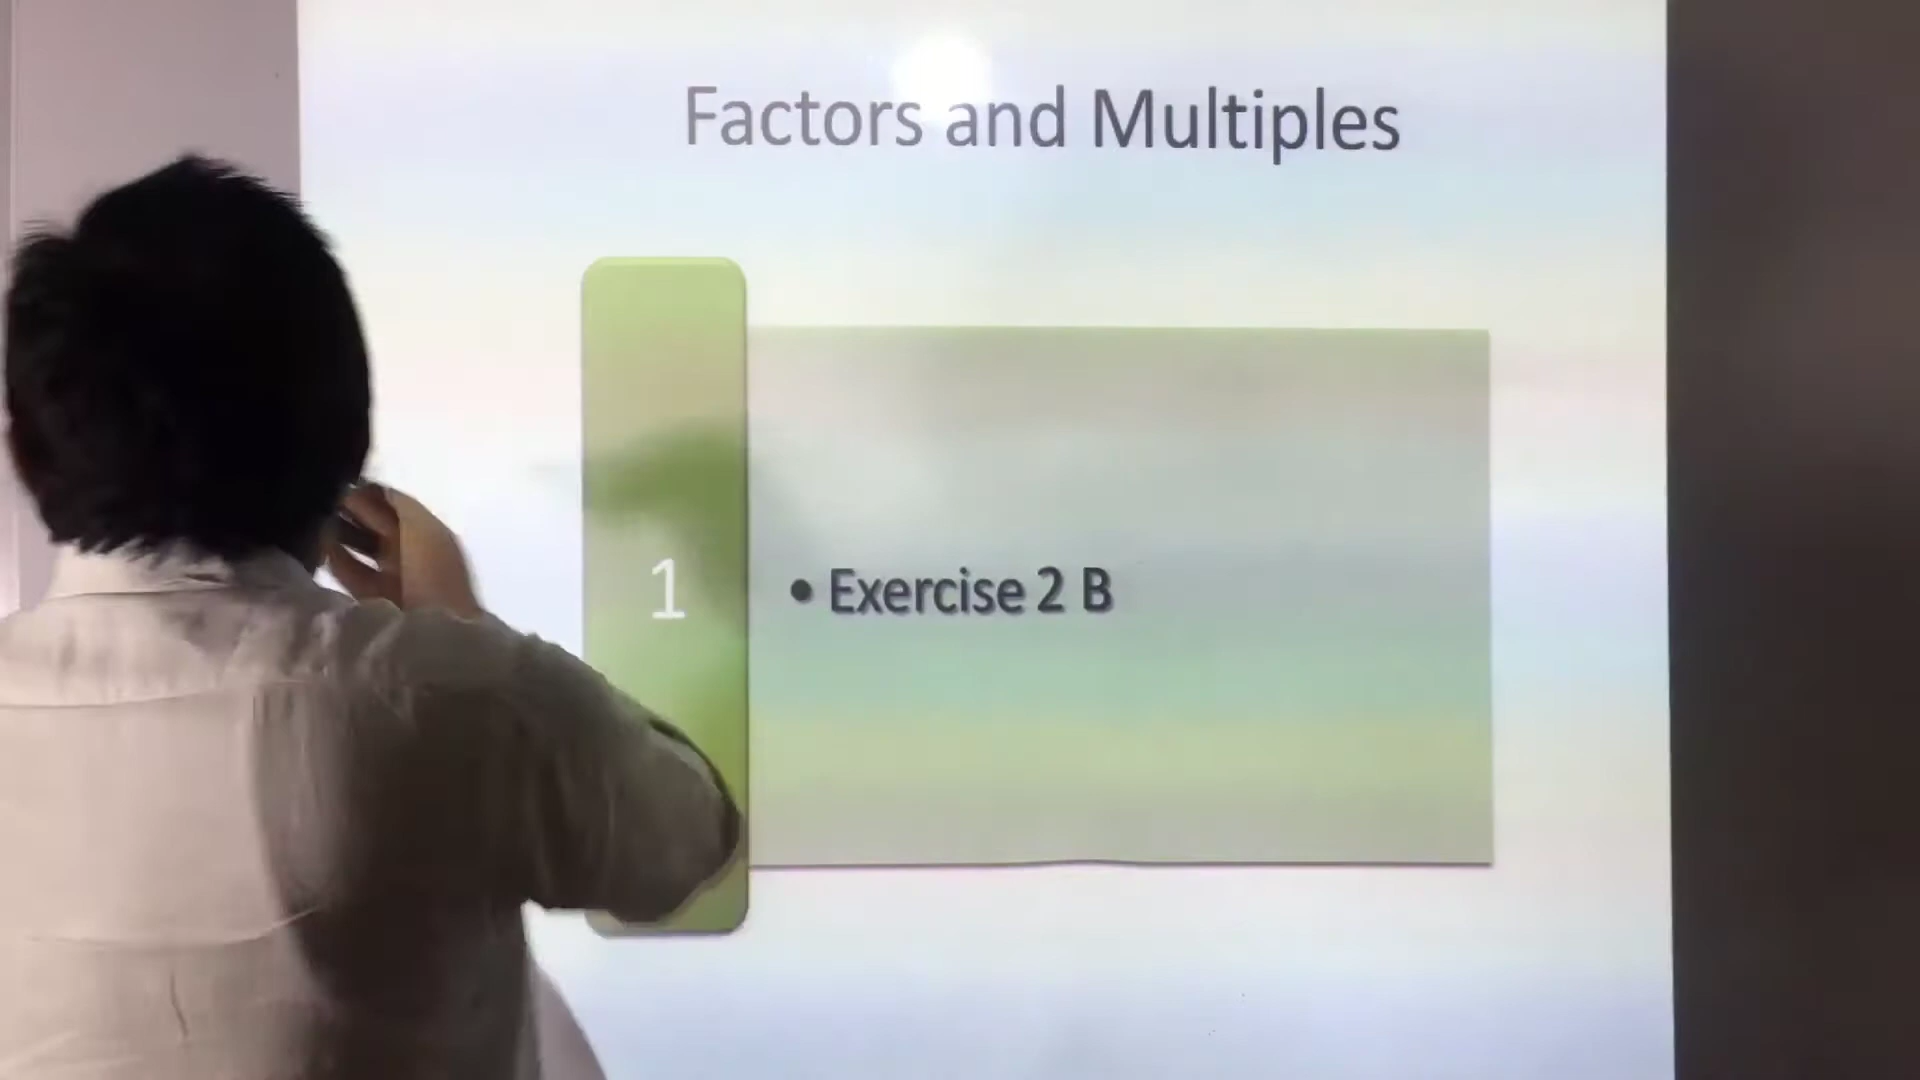 Factors and Multiples
1
• Exercise 2 B